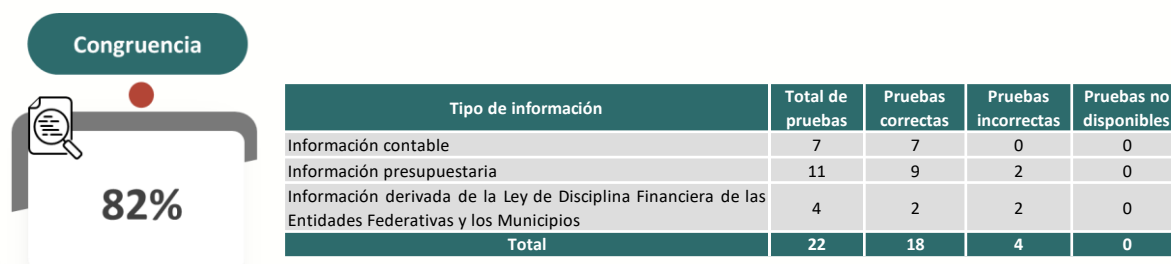 Congruencia
82%
Tipo de información Total de pruebas Pruebas correctas Pruebas incorrectas Pruebas no disponibles
Información contable 7 7 0 0
Información presupuestaria 11 9 2 0
Información derivada de la Ley de Disciplina Financiera de las
Entidades Federativas y los Municipios 4 2 2 0
Total 22 18 4 0